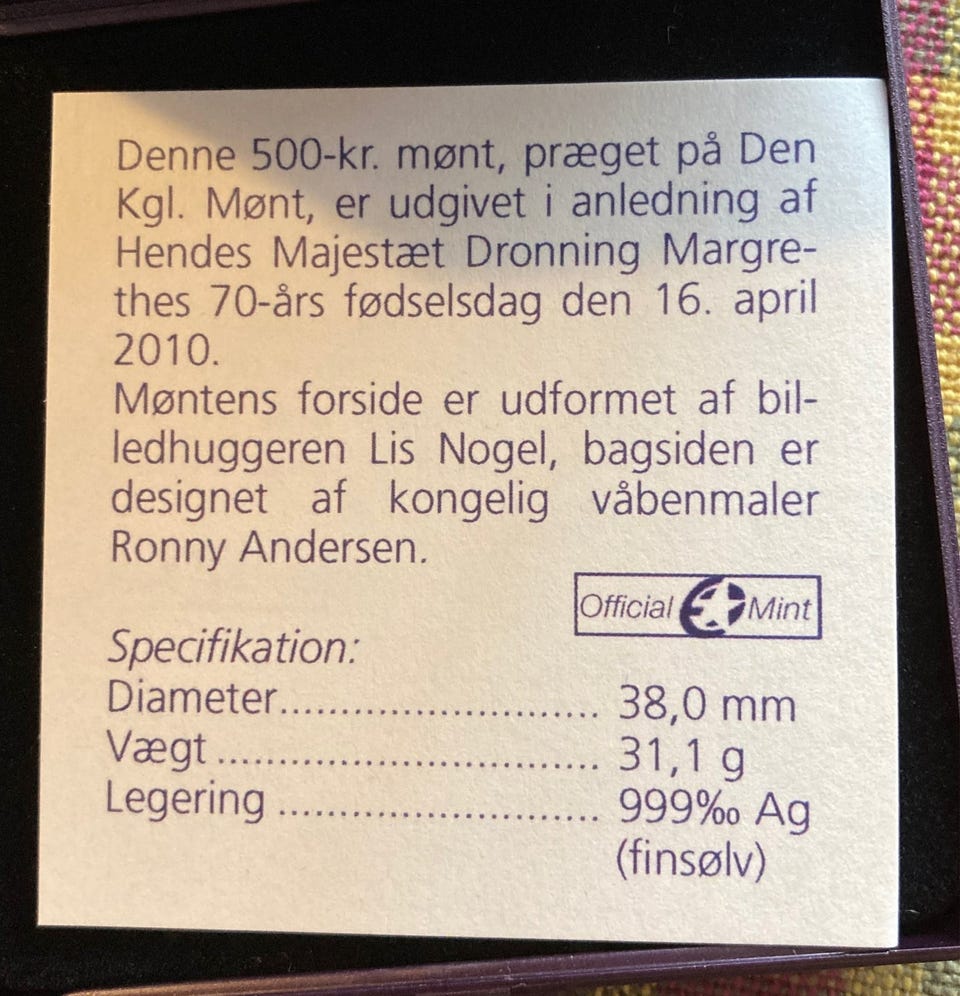 Denne 500-kr. mønt, præget på Den
Kgl. Mønt, er udgivet i anledning af
Hendes Majestæt Dronning Margre-
thes 70-års fødselsdag den 16. april
2010.
Møntens forside er udformet af bil-
ledhuggeren Lis Nogel, bagsiden er
designet af kongelig våbenmaler
Ronny Andersen.
Official Mint
Specifikation:
Diameter.......................... 38,0 mm
Vægt ................................ 31,1 g
Legering ........................... 999‰ Ag
(finsølv)